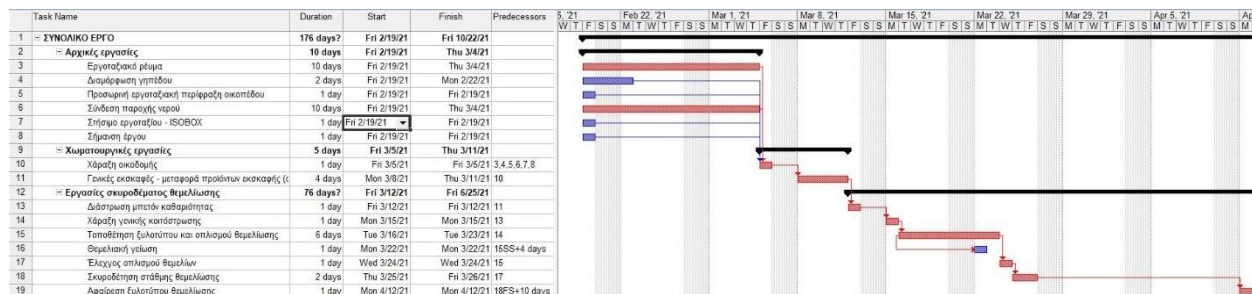 Task Name Duration Start Finish Predecessors 5, '21 Feb 22, '21 Mar 1, '21 Mar 8, '21 Mar 15, '21 Mar 22, '21 Mar 29, '21 Apr 5, '21 Ap
W T F S S M T W T F S S M T W T F S S M T W T F S S M T W T F S S M T W T F S S M T W T F S S M T W T F S S M
1 ΣΥΝΟΛΙΚΟ ΕΡΓΟ 176 days? Fri 2/19/21 Fri 10/22/21
2 Αρχικές εργασίες 10 days Fri 2/19/21 Thu 3/4/21
3 Εργοταξιακό ρέυμα 10 days Fri 2/19/21 Thu 3/4/21
4 Διαμόρφωση γηπέδου 2 days Fri 2/19/21 Mon 2/22/21
5 Προσωρινή εργοταξιακή περίφραξη οικοπέδου 1 day Fri 2/19/21 Fri 2/19/21
6 Σύνδεση παροχής νερού 10 days Fri 2/19/21 Thu 3/4/21
7 Στήσιμο εργοταξίου - ISOBOX 1 day Fri 2/19/21 Fri 2/19/21
8 Σήμανση έργου 1 day Fri 2/19/21 Fri 2/19/21
9 Χωματουργικές εργασίες 5 days Fri 3/5/21 Thu 3/11/21
10 Χάραξη οικοδομής 1 day Fri 3/5/21 Fri 3/5/21 3,4,5,6,7,8
11 Γενικές εκσκαφές - μεταφορά προϊόντων εκσκαφής (c 4 days Mon 3/8/21 Thu 3/11/21 10
12 Εργασίες σκυροδέματος θεμελίωσης 76 days? Fri 3/12/21 Fri 6/25/21
13 Διάστρωση μπετόν καθαριότητας 1 day Fri 3/12/21 Fri 3/12/21 11
14 Χάραξη γενικής κοιτόστρωσης 1 day Mon 3/15/21 Mon 3/15/21 13
15 Τοποθέτηση ξυλοτύπου και οπλισμού θεμελίωσης 6 days Tue 3/16/21 Tue 3/23/21 14
16 Θεμελιακή γείωση 1 day Mon 3/22/21 Mon 3/22/21 15SS+4 days
17 Έλεγχος οπλισμού θεμελίων 1 day Wed 3/24/21 Wed 3/24/21 15
18 Σκυροδέτηση στάθμης θεμελίωσης 2 days Thu 3/25/21 Fri 3/26/21 17
19 Αφαίρεση ξυλοτύπου θεμελίωσης 1 day Mon 4/12/21 Mon 4/12/21 18FS+10 days